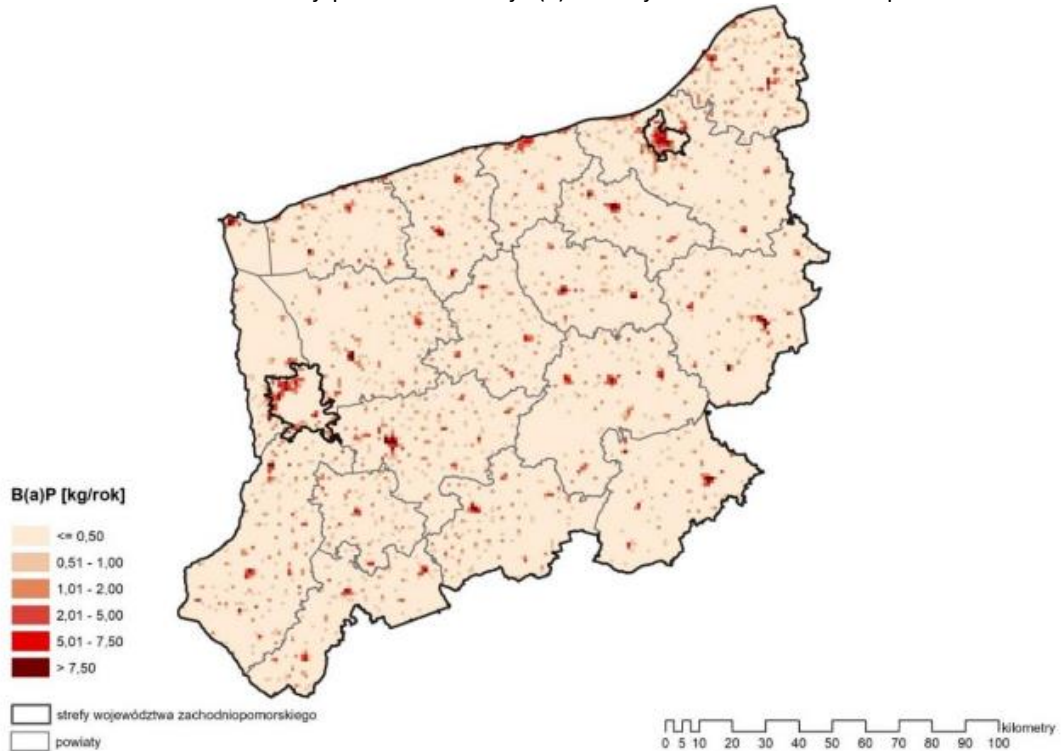 B(a)P [kg/rok]
<= 0,50
0,51 - 1,00
1,01 - 2,00
2,01 - 5,00
5,01 - 7,50
> 7,50
strefy województwa zachodniopomorskiego
powiaty
kilometry
0 5 10 20 30 40 50 60 70 80 90 100